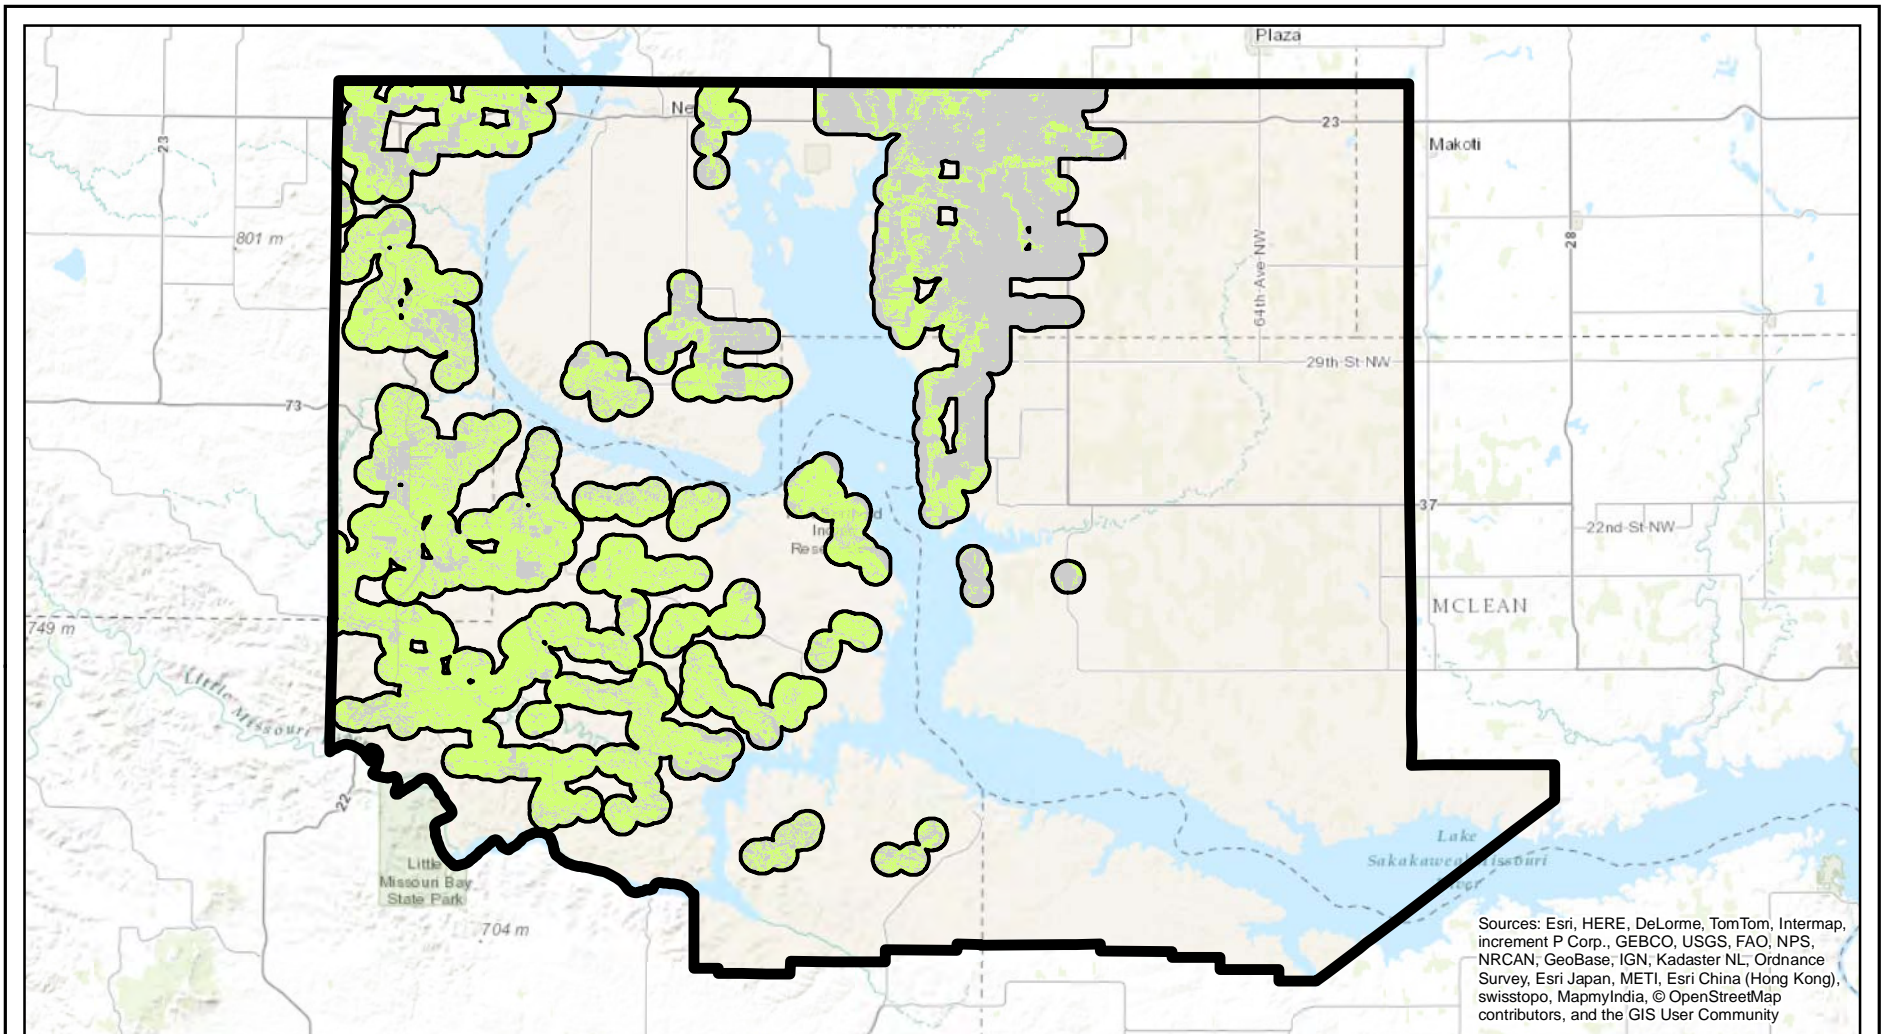 Plaza
Ne
23
23
Makoti
801 m
28
64th Ave NW
29th St NW
73
37
22nd St NW
Ind
Rese
MCLEAN
749 m
Little Missouri
22
Lake
Sakakawea
Missouri
River
Little
Missouri Bay
State Park
704 m
Sources: Esri, HERE, DeLorme, TomTom, Intermap,
increment P Corp., GEBCO, USGS, FAO, NPS,
NRCAN, GeoBase, IGN, Kadaster NL, Ordnance
Survey, Esri Japan, METI, Esri China (Hong Kong),
swisstopo, MapmyIndia, © OpenStreetMap
contributors, and the GIS User Community